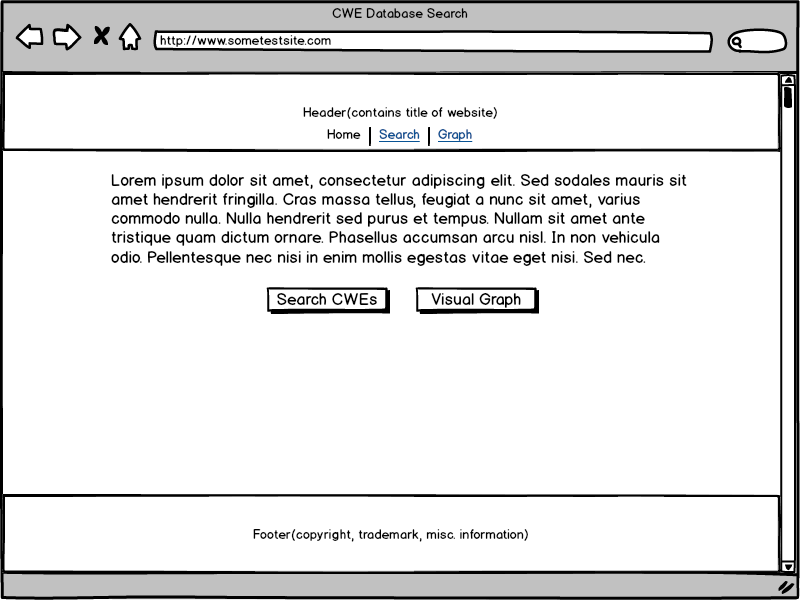 CWE Database Search
http://www.sometestsite.com
Header(contains title of website)
Home | Search | Graph
Lorem ipsum dolor sit amet, consectetur adipiscing elit. Sed sodales mauris sit
amet hendrerit fringilla. Cras massa tellus, feugiat a nunc sit amet, varius
commodo nulla. Nulla hendrerit sed purus et tempus. Nullam sit amet ante
tristique quam dictum ornare. Phasellus accumsan arcu nisl. In non vehicula
odio. Pellentesque nec nisi in enim mollis egestas vitae eget nisi. Sed nec.
Search CWEs Visual Graph
Footer(copyright, trademark, misc. information)